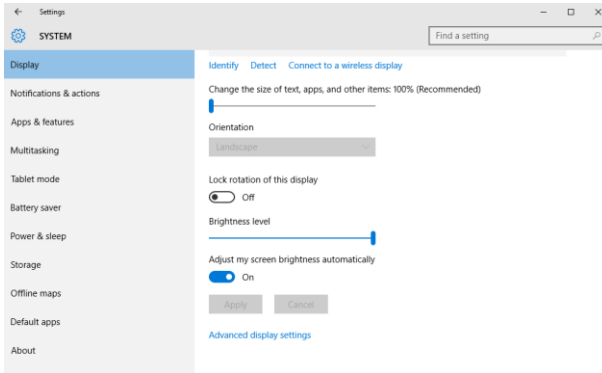 Settings
SYSTEM
Find a setting
Display
Notifications & actions
Apps & features
Multitasking
Tablet mode
Battery saver
Power & sleep
Storage
Offline maps
Default apps
About
Identify Detect Connect to a wireless display
Change the size of text, apps, and other items: 100% (Recommended)
Orientation
Landscape
Lock rotation of this display
Off
Brightness level
Adjust my screen brightness automatically
On
Apply Cancel
Advanced display settings